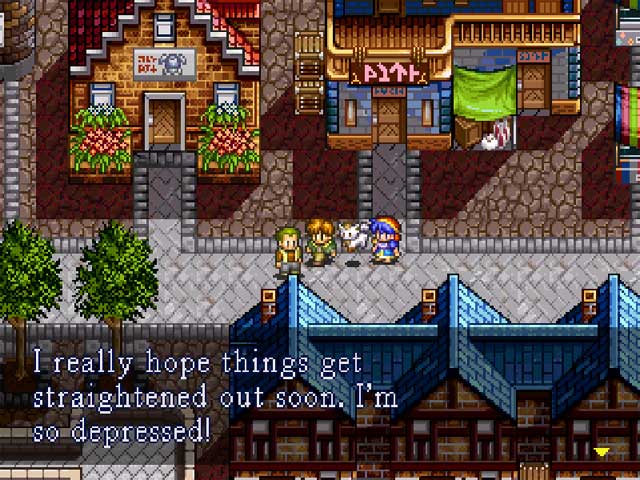 I really hope things get
straightened out soon. I'm
so depressed!